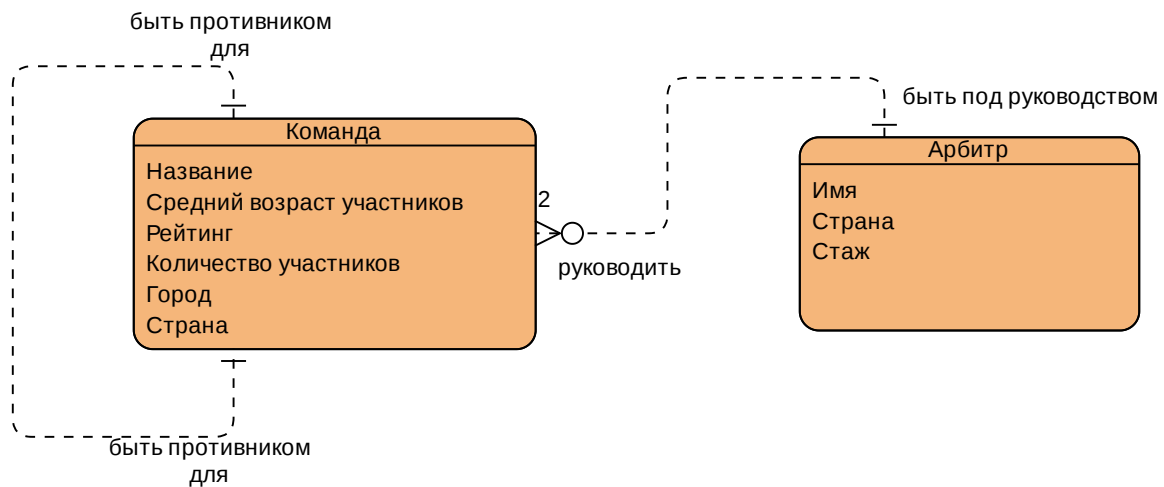 быть противником
для
Команда
Название
Средний возраст участников
Рейтинг
Количество участников
Город
Страна
2
руководить
быть под руководством
Арбитр
Имя
Страна
Стаж
быть противником
для